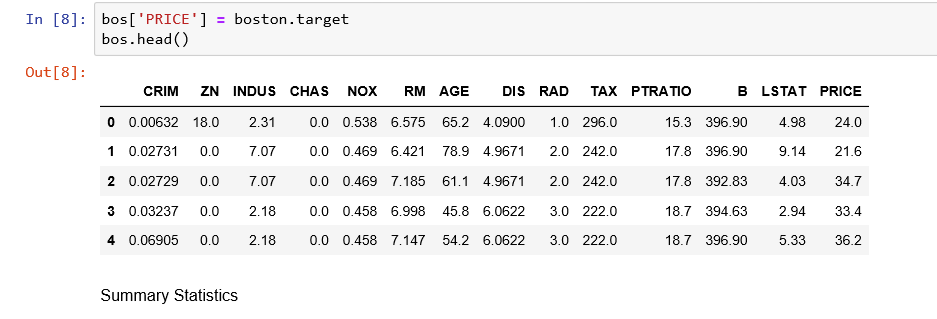 In [8]: bos['PRICE'] = boston.target
bos.head()
Out[8]:
CRIM ZN INDUS CHAS NOX RM AGE DIS RAD TAX PTRATIO B LSTAT PRICE
0 0.00632 18.0 2.31 0.0 0.538 6.575 65.2 4.0900 1.0 296.0 15.3 396.90 4.98 24.0
1 0.02731 0.0 7.07 0.0 0.469 6.421 78.9 4.9671 2.0 242.0 17.8 396.90 9.14 21.6
2 0.02729 0.0 7.07 0.0 0.469 7.185 61.1 4.9671 2.0 242.0 17.8 392.83 4.03 34.7
3 0.03237 0.0 2.18 0.0 0.458 6.998 45.8 6.0622 3.0 222.0 18.7 394.63 2.94 33.4
4 0.06905 0.0 2.18 0.0 0.458 7.147 54.2 6.0622 3.0 222.0 18.7 396.90 5.33 36.2
Summary Statistics